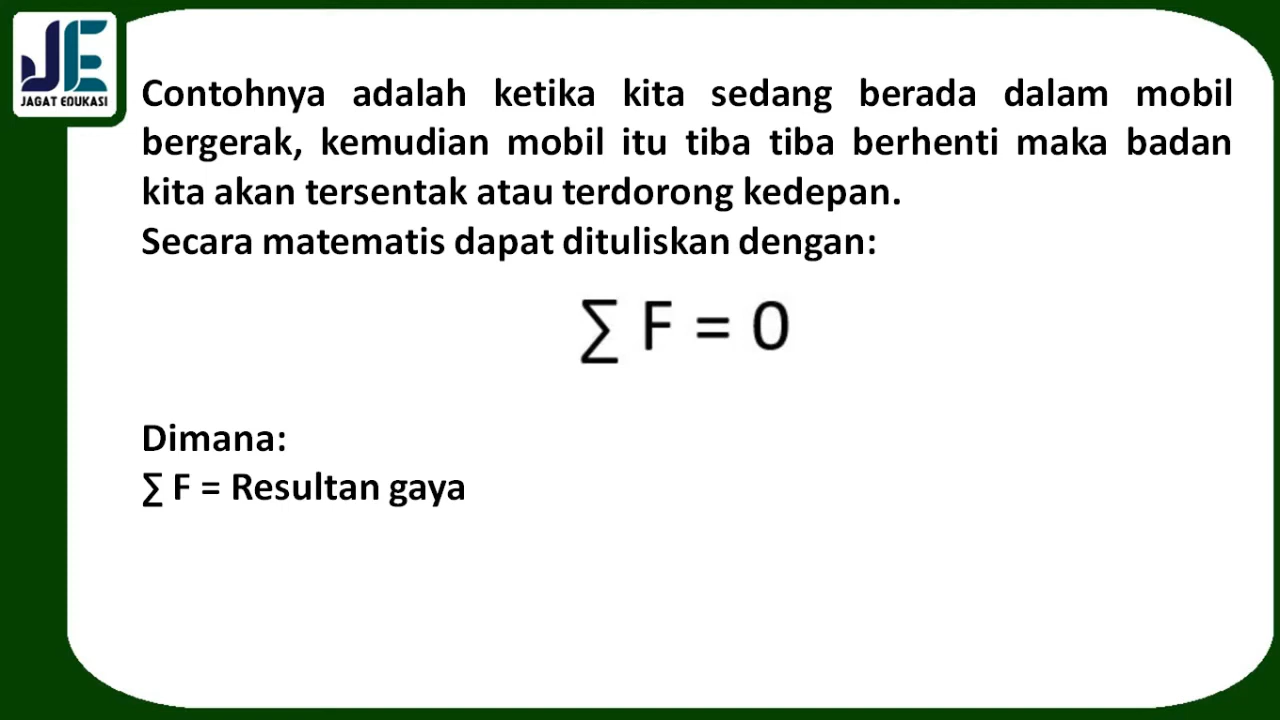 JE
JAGAT EDUKASI
Contohnya adalah ketika kita sedang berada dalam mobil
bergerak, kemudian mobil itu tiba tiba berhenti maka badan
kita akan tersentak atau terdorong kedepan.
Secara matematis dapat dituliskan dengan:
∑ F = 0
Dimana:
∑ F = Resultan gaya